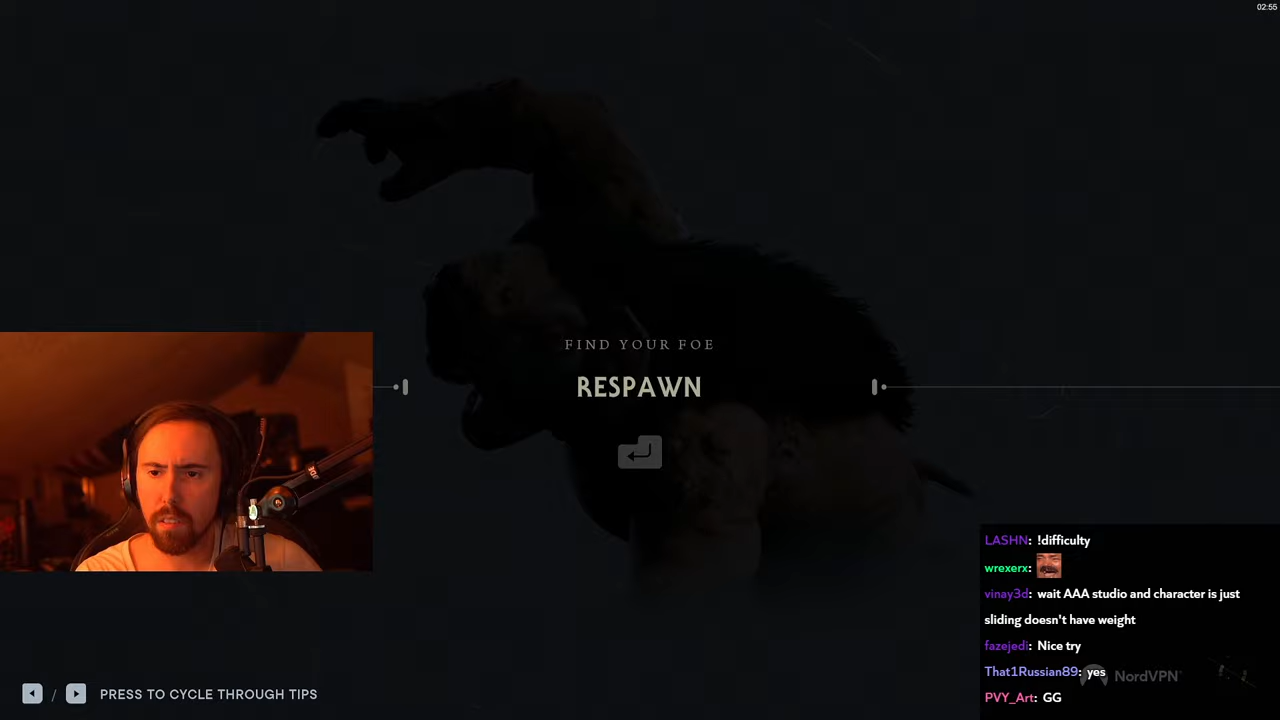 02:55
FIND YOUR FOE
RESPAWN
LASHN: !difficulty
wrexerx:
vinay3d: wait AAA studio and character is just
sliding doesn't have weight
fazejedi: Nice try
That1Russian89: yes
NordVPN
PVY_Art: GG
/ PRESS TO CYCLE THROUGH TIPS